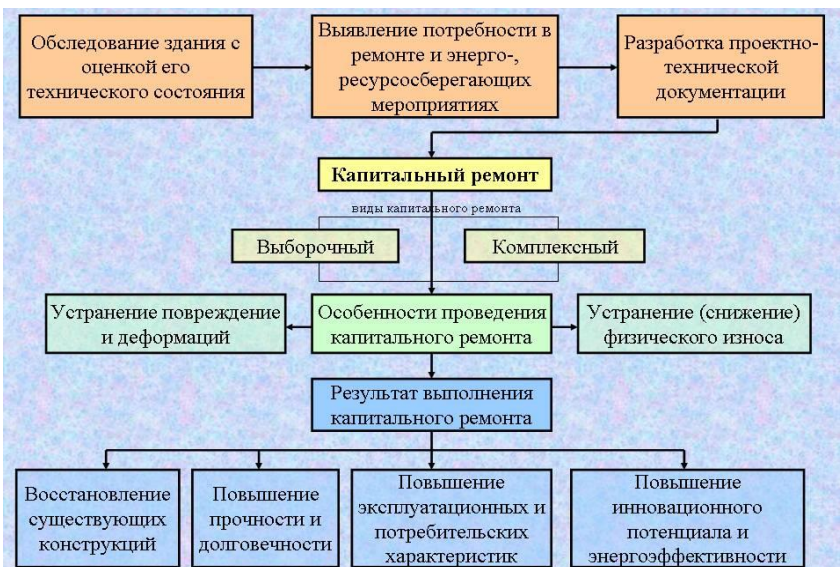 Обследование здания с
оценкой его
технического состояния
Выявление потребности в
ремонте и энерго-,
ресурсосберегающих
мероприятиях
Разработка проектно-
технической
документации
Капитальный ремонт
виды капитального ремонта
Выборочный
Комплексный
Устранение повреждение
и деформаций
Особенности проведения
капитального ремонта
Устранение (снижение)
физического износа
Результат выполнения
капитального ремонта
Восстановление
существующих
конструкций
Повышение
прочности и
долговечности
Повышение
эксплуатационных и
потребительских
характеристик
Повышение
инновационного
потенциала и
энергоэффективности